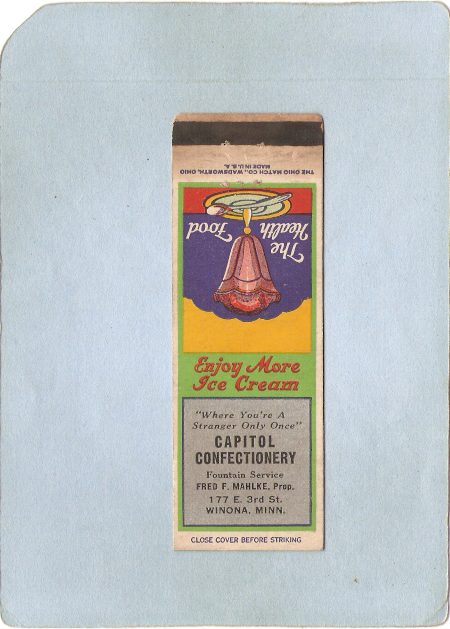 THE OHIO MATCH CO., WADSWORTH, OHIO
MADE IN U.S.A.
The
Health
Food
Enjoy More
Ice Cream
"Where You're A
Stranger Only Once"
CAPITOL
CONFECTIONERY
Fountain Service
FRED F. MAHLKE, Prop.
177 E. 3rd St.
WINONA, MINN.
CLOSE COVER BEFORE STRIKING